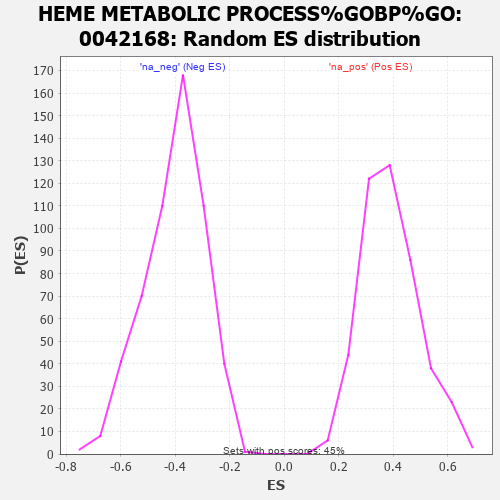 HEME METABOLIC PROCESS%GOBP%GO:
0042168: Random ES distribution
'na_neg' (Neg ES)
'na_pos' (Pos ES)
170
160
150
140
130
120
110
100
90
80
70
60
50
40
30
20
10
0
P(ES)
Sets with pos scores: 45%
-0.8 -0.6 -0.4 -0.2 0.0 0.2 0.4 0.6
ES